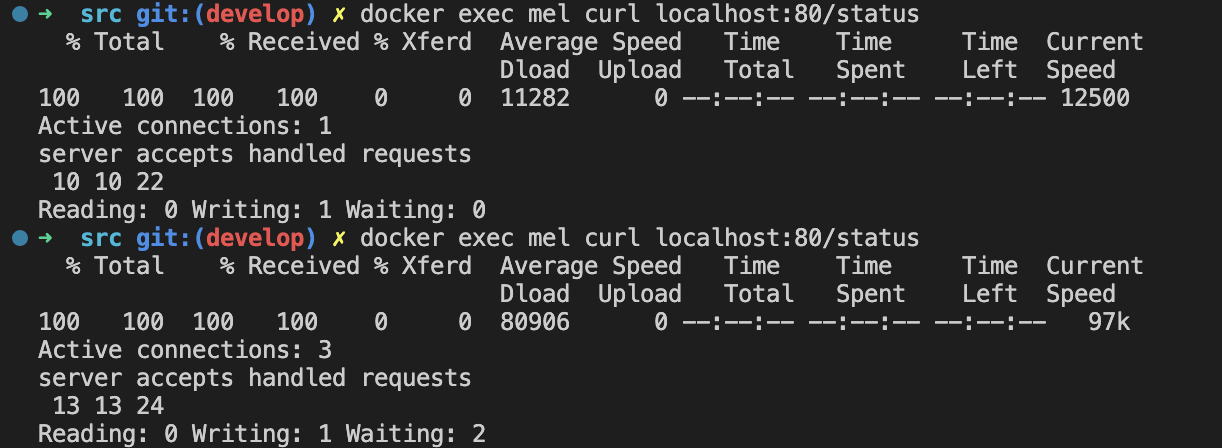 ➜  src git:(develop) ✗ docker exec mel curl localhost:80/status
  % Total    % Received % Xferd  Average Speed   Time    Time     Time  Current
                                 Dload  Upload   Total   Spent    Left  Speed
100   100  100   100    0     0  11282      0 --:--:-- --:--:-- --:--:-- 12500
Active connections: 1
server accepts handled requests
 10 10 22
Reading: 0 Writing: 1 Waiting: 0
➜  src git:(develop) ✗ docker exec mel curl localhost:80/status
  % Total    % Received % Xferd  Average Speed   Time    Time     Time  Current
                                 Dload  Upload   Total   Spent    Left  Speed
100   100  100   100    0     0  80906      0 --:--:-- --:--:-- --:--:--   97k
Active connections: 3
server accepts handled requests
 13 13 24
Reading: 0 Writing: 1 Waiting: 2